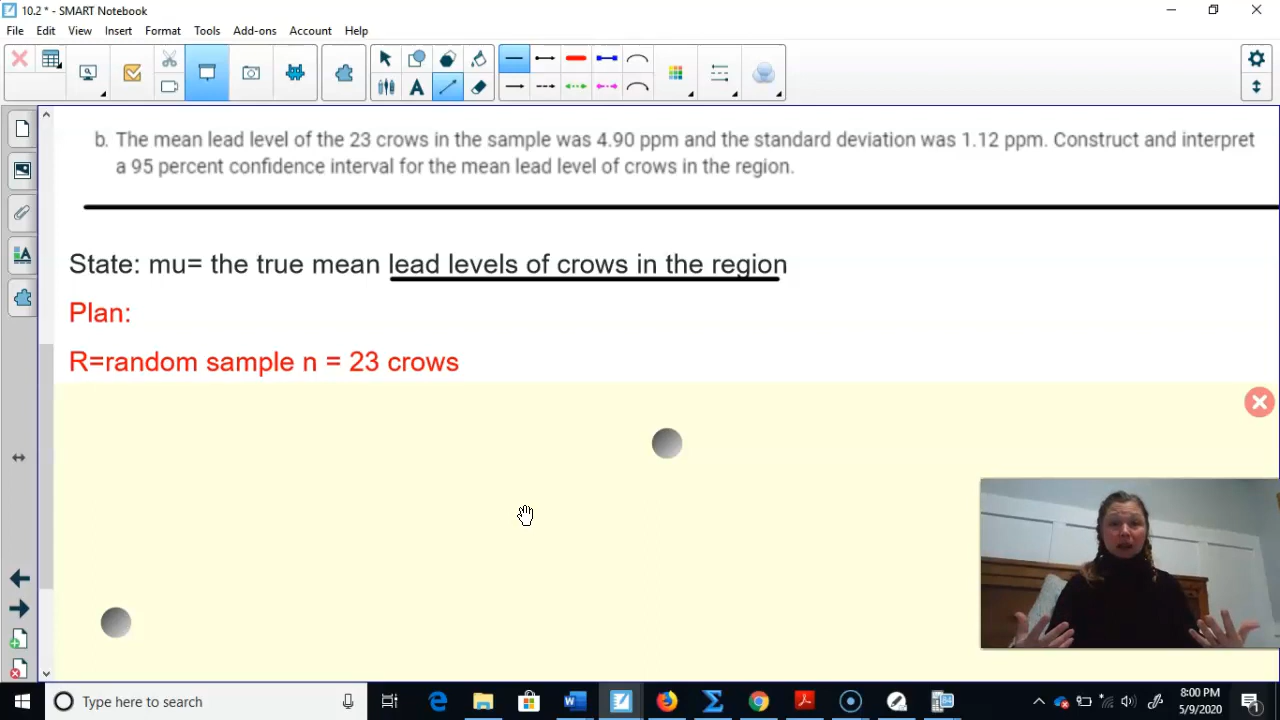 10.2 * - SMART Notebook
File Edit View Insert Format Tools Add-ons Account Help
b. The mean lead level of the 23 crows in the sample was 4.90 ppm and the standard deviation was 1.12 ppm. Construct and interpret
a 95 percent confidence interval for the mean lead level of crows in the region.
State: mu= the true mean lead levels of crows in the region
Plan:
R=random sample n = 23 crows
Type here to search
8:00 PM
5/9/2020